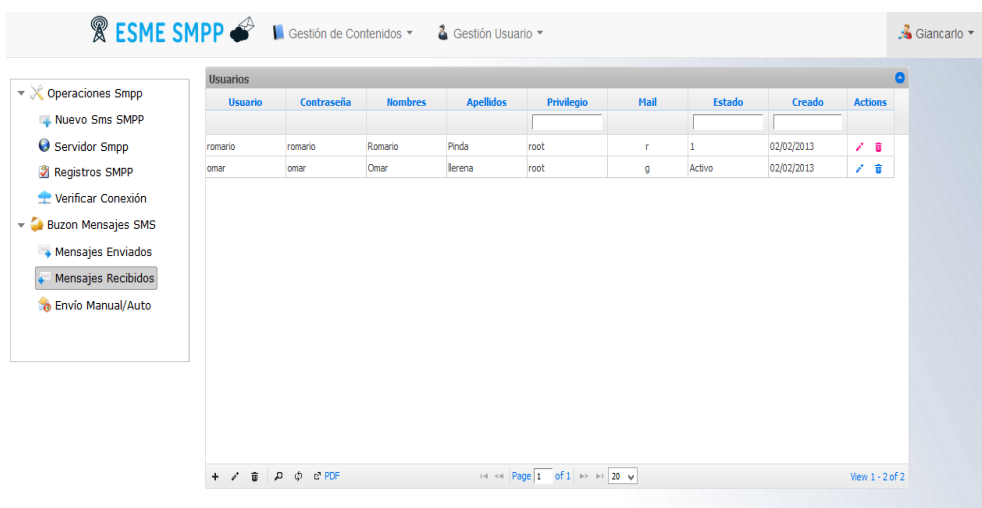 ESME SMPP
Gestión de Contenidos
Gestión Usuario
Giancarlo
Operaciones Smpp
Nuevo Sms SMPP
Servidor Smpp
Registros SMPP
Verificar Conexión
Buzon Mensajes SMS
Mensajes Enviados
Mensajes Recibidos
Envío Manual/Auto
Usuarios
Usuario Contraseña Nombres Apellidos Privilegio Mail Estado Creado Actions
romario romario Romario Pinda root r 1 02/02/2013
omar omar Omar llerena root g Activo 02/02/2013
PDF
Page 1 of 1 20
View 1 - 2 of 2